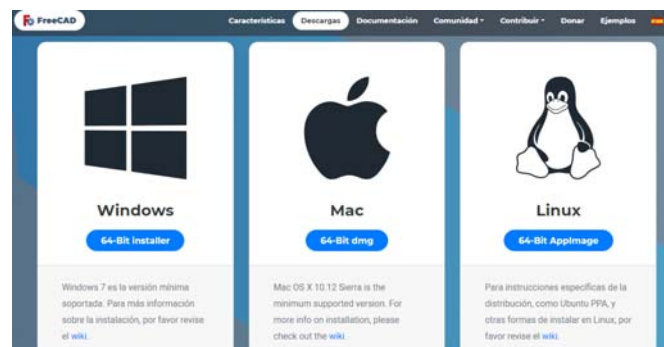 FreeCAD
Características Descargas Documentación Comunidad Contribuir Donar Ejemplos
Windows
64-Bit installer
Windows 7 es la versión mínima
soportada. Para más información
sobre la instalación, por favor revise
el wiki.
Mac
64-Bit dmg
Mac OS X 10.12 Sierra is the
minimum supported version. For
more info on installation, please
check out the wiki.
Linux
64-Bit AppImage
Para instrucciones específicas de la
distribución, como Ubuntu PPA, y
otras formas de instalar en Linux, por
favor revise el wiki.